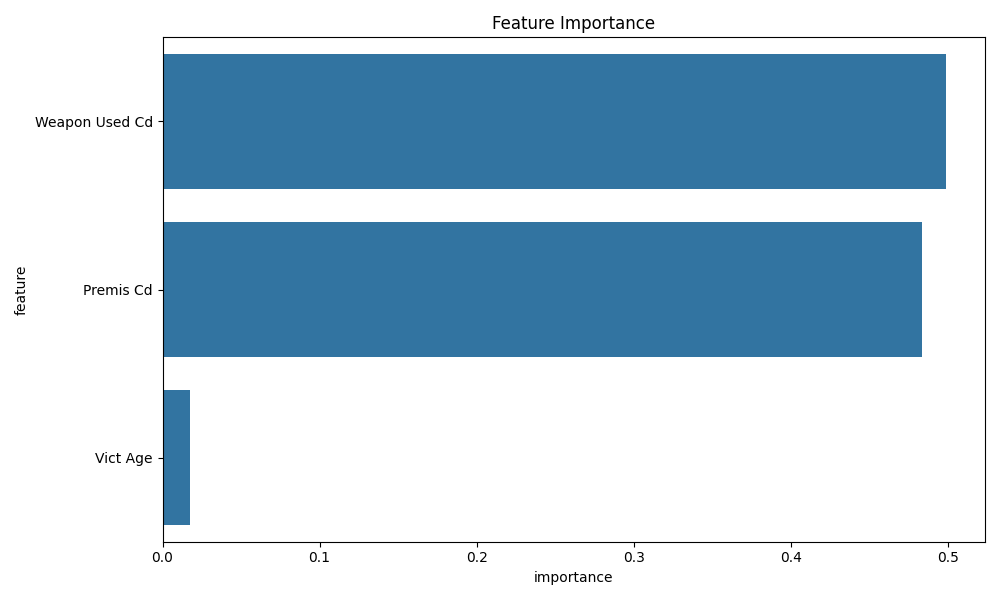 Feature Importance
Weapon Used Cd
Premis Cd
Vict Age
feature
0.0 0.1 0.2 0.3 0.4 0.5
importance